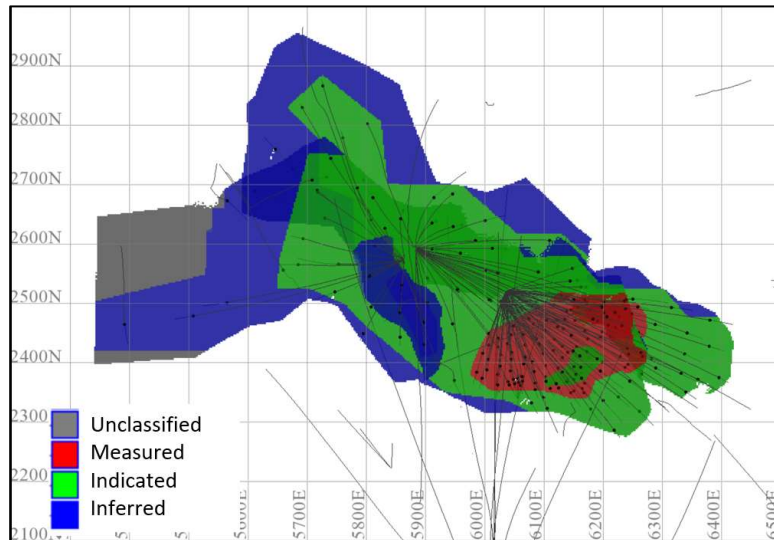 2900N
2800N
2700N
2600N
2500N
2400N
2300
2200
2100
Unclassified
Measured
Indicated
Inferred
5700E
5800E
5900E
6000E
6100E
6200E
6300E
6400E